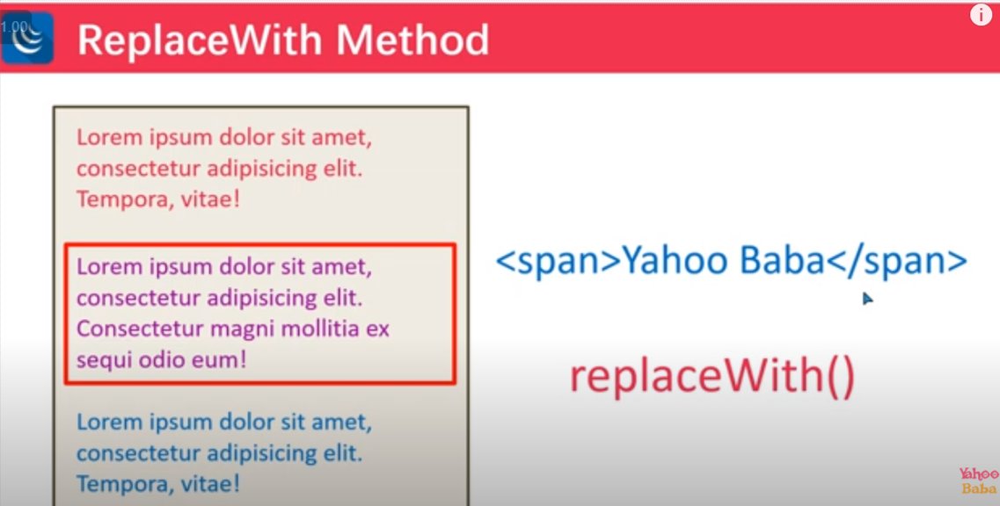 1.00
ReplaceWith Method
i
Lorem ipsum dolor sit amet,
consectetur adipisicing elit.
Tempora, vitae!
Lorem ipsum dolor sit amet,
consectetur adipisicing elit.
Consectetur magni mollitia ex
sequi odio eum!
Lorem ipsum dolor sit amet,
consectetur adipisicing elit.
Tempora, vitae!
<span>Yahoo Baba</span>
replaceWith()
Yahoo
Baba